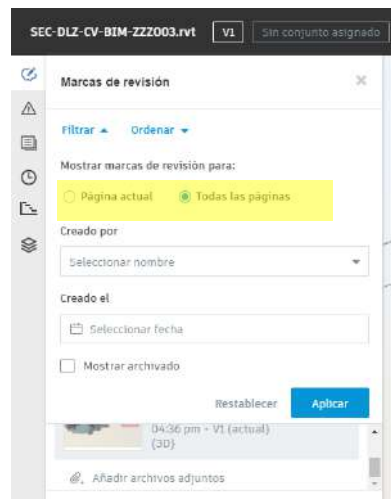 SEC-DLZ-CV-BIM-ZZZ003.rvt V1 Sin conjunto asignado
Marcas de revisión
Filtrar Ordenar
Mostrar marcas de revisión para:
Página actual Todas las páginas
Creado por
Seleccionar nombre
Creado el
Seleccionar fecha
Mostrar archivado
Restablecer Aplicar
04:36 pm - V1 (actual)
(3D)
Añadir archivos adjuntos